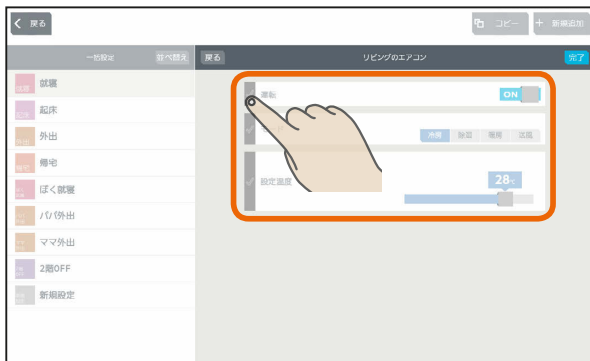 戻る
コピー
新規追加
一括設定
並べ替え
戻る
リビングのエアコン
完了
就寝
起床
外出
帰宅
ぼく就寝
パパ外出
ママ外出
2階OFF
新規設定
運転
ON
冷房 除湿 暖房 送風
設定温度
28℃